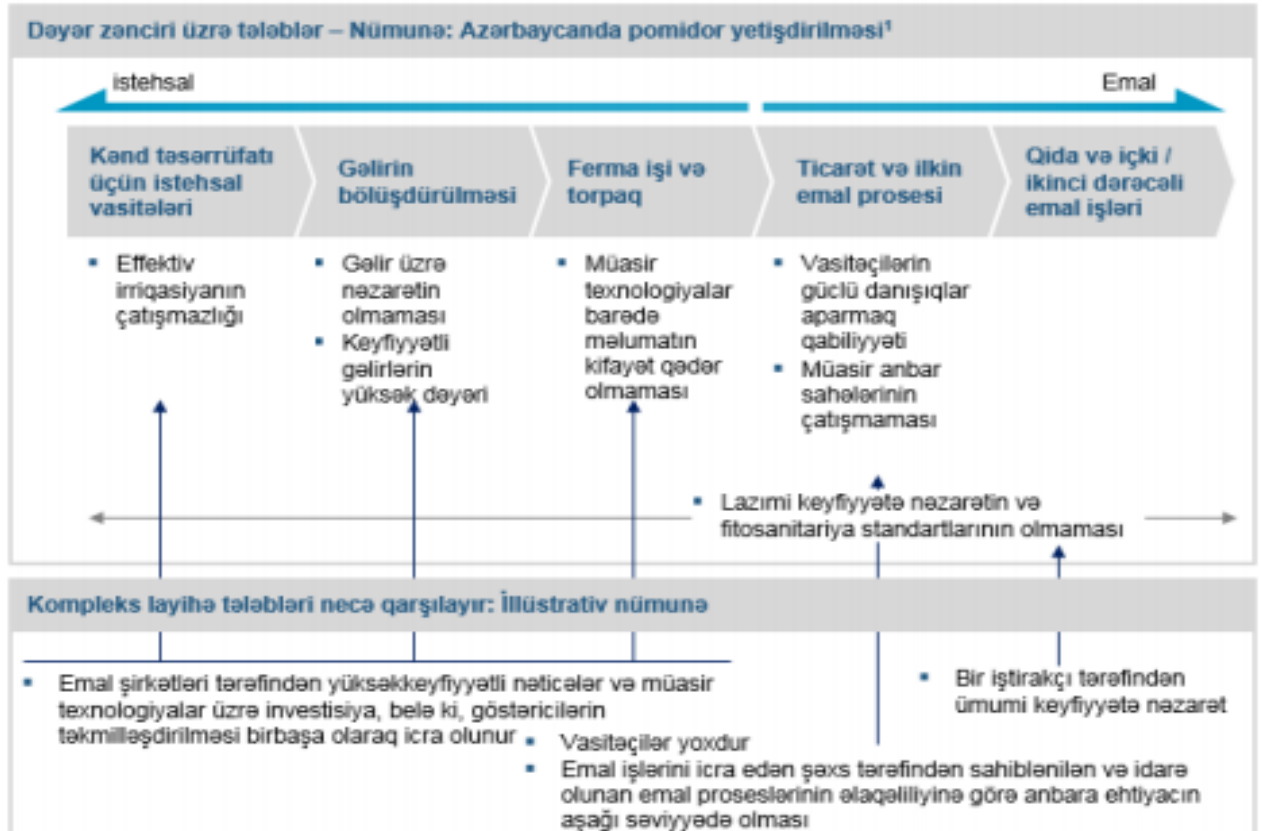 Dəyər zənciri üzrə tələblər – Nümunə: Azərbaycanda pomidor yetişdirilməsi¹
istehsal
Emal
Kənd təsərrüfatı
üçün istehsal
vasitələri
Gəlirin
bölüşdürülməsi
Ferma işi və
torpaq
Ticarət və ilkin
emal prosesi
Qida və içki /
ikinci dərəcəli
emal işləri
▪ Effektiv
irriqasiyanın
çatışmazlığı
▪ Gəlir üzrə
nəzarətin
olmaması
▪ Keyfiyyətli
gəlirlərin
yüksək dəyəri
▪ Müasir
texnologiyalar
barədə
məlumatın
kifayət qədər
olmaması
▪ Vasitəçilərin
güclü danışıqlar
aparmaq
qabiliyyəti
▪ Müasir anbar
sahələrinin
çatışmaması
▪ Lazımi keyfiyyətə nəzarətin və
fitosanitariya standartlarının olmaması
Kompleks layihə tələbləri necə qarşılayır: İllüstrativ nümunə
▪ Emal şirkətləri tərəfindən yüksəkkeyfiyyətli nəticələr və müasir
texnologiyalar üzrə investisiya, belə ki, göstəricilərin
təkmilləşdirilməsi birbaşa olaraq icra olunur
▪ Vasitəçilər yoxdur
▪ Emal işlərini icra edən şəxs tərəfindən sahiblənilən və idarə
olunan emal proseslərinin əlaqəliliyinə görə anbara ehtiyacın
aşağı səviyyədə olması
▪ Bir iştirakçı tərəfindən
ümumi keyfiyyətə nəzarət